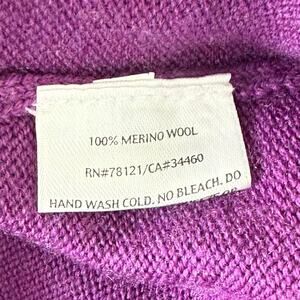 100% MERINO WOOL
RN#78121/CA#34460
HAND WASH COLD. NO BLEACH. DO